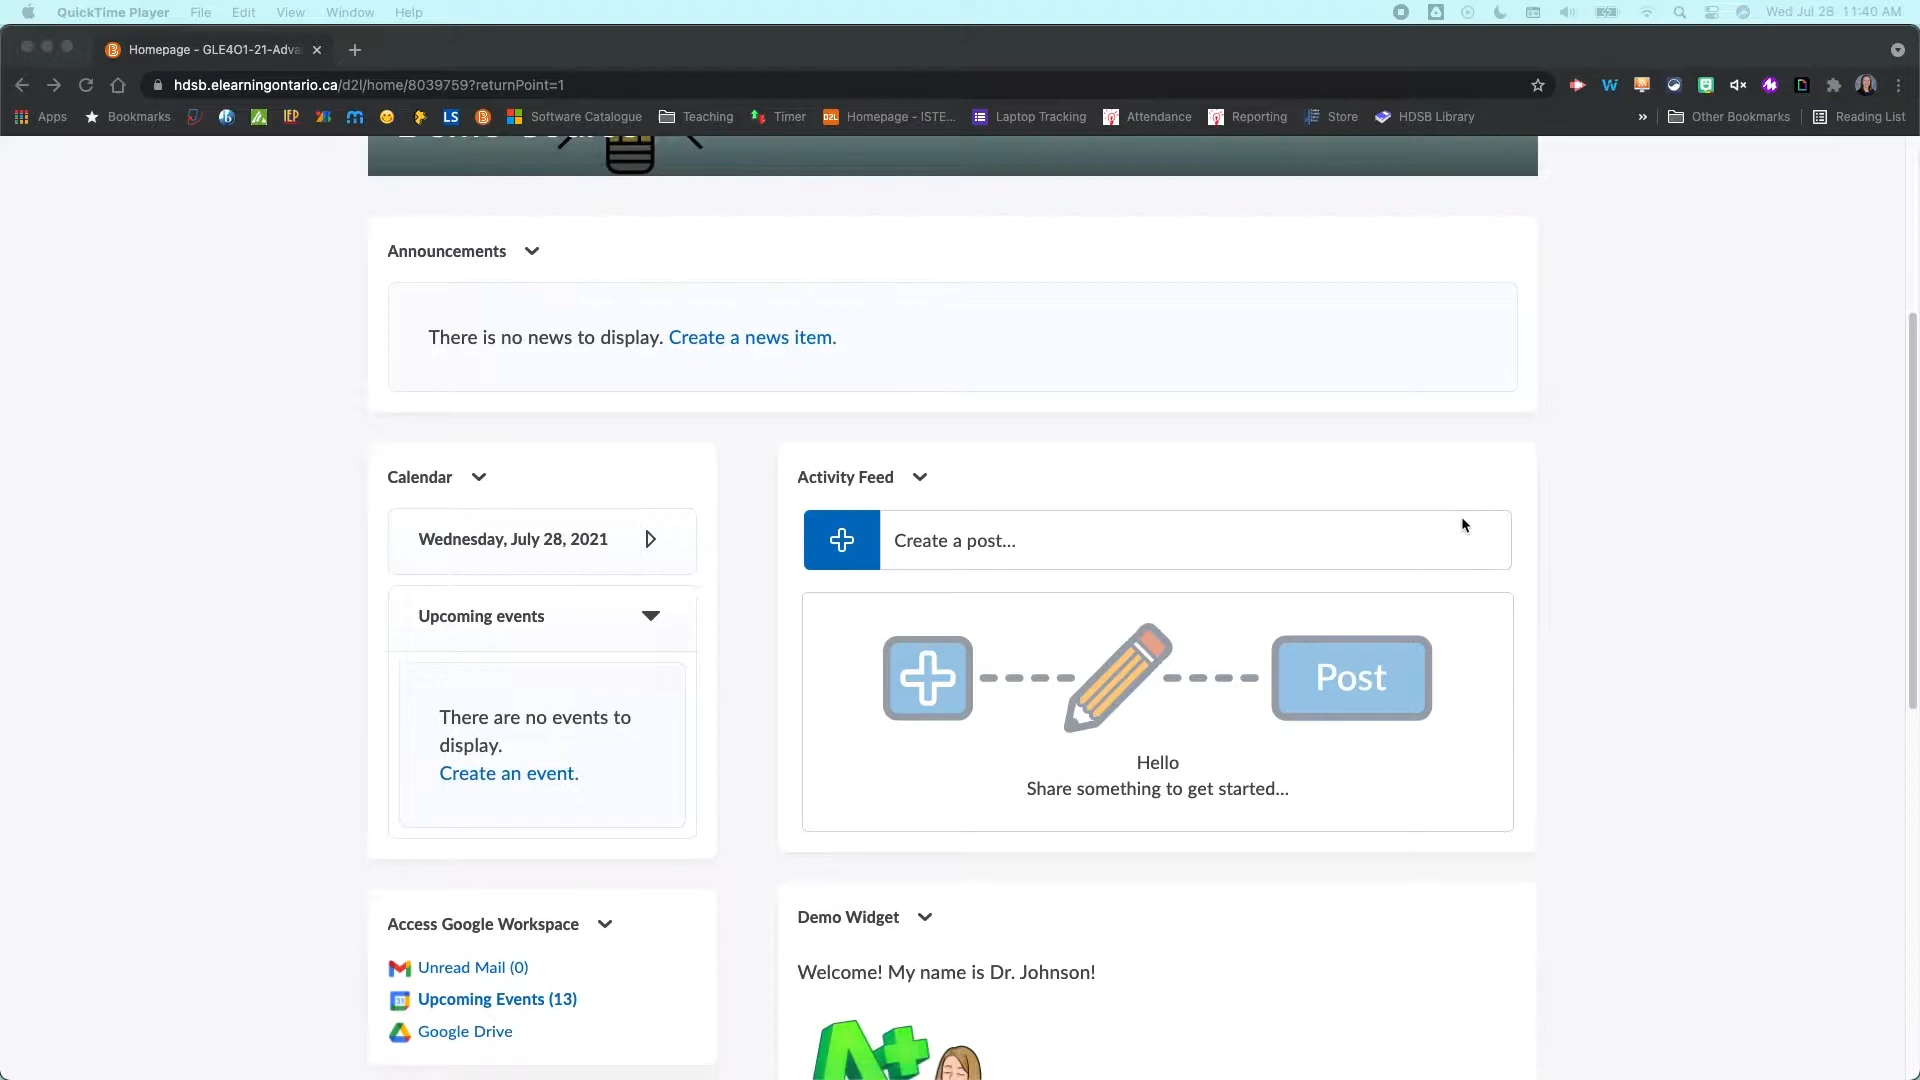 QuickTime Player File Edit View Window Help Wed Jul 28 11:40 AM
Homepage - GLE4O1-21-Adva
hdsb.elearningontario.ca/d2l/home/8039759?returnPoint=1
Apps Bookmarks IEP LS Software Catalogue Teaching Timer D2L Homepage - ISTE... Laptop Tracking Attendance Reporting Store HDSB Library » Other Bookmarks Reading List
Announcements
There is no news to display. Create a news item.
Calendar
Wednesday, July 28, 2021
Upcoming events
There are no events to
display.
Create an event.
Activity Feed
Create a post...
Post
Hello
Share something to get started...
Access Google Workspace
Unread Mail (0)
Upcoming Events (13)
Google Drive
Demo Widget
Welcome! My name is Dr. Johnson!
A+